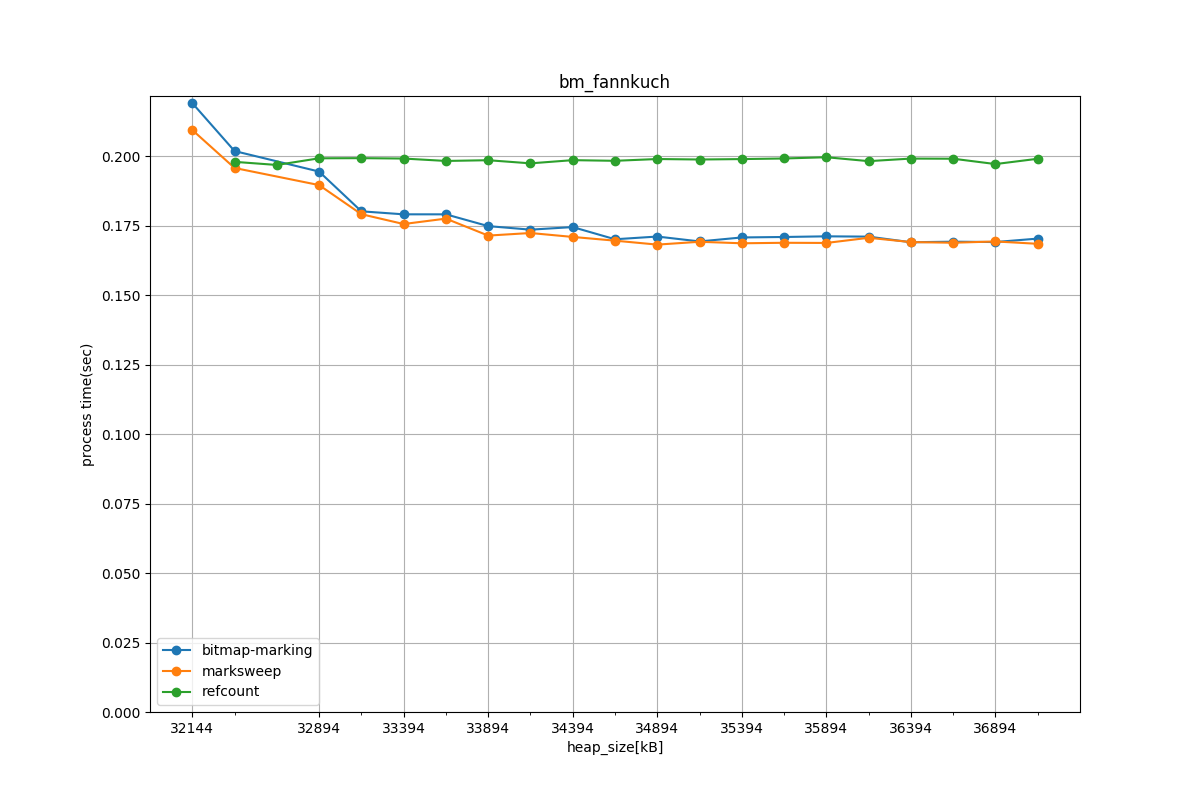 bm_fannkuch
0.200
0.175
0.150
0.125
0.100
0.075
0.050
0.025
0.000
process time(sec)
bitmap-marking
marksweep
refcount
32144 32894 33394 33894 34394 34894 35394 35894 36394 36894
heap_size[kB]